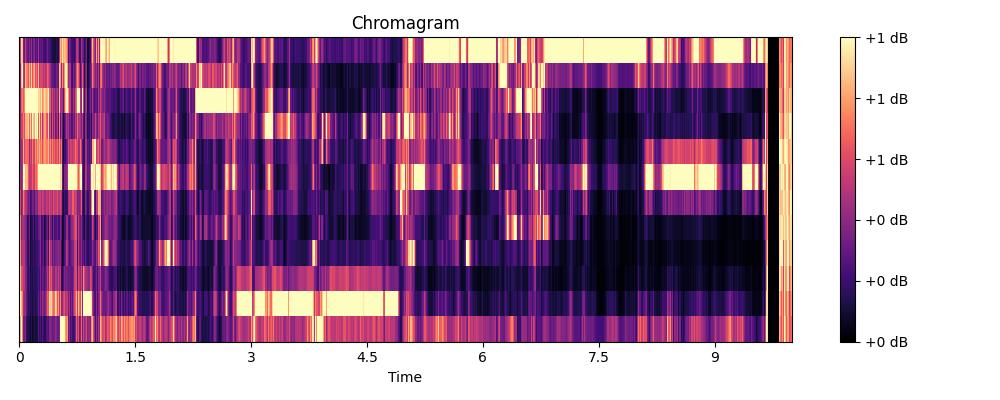 Chromagram
+1 dB
+1 dB
+1 dB
+0 dB
+0 dB
+0 dB
0
1.5
3
4.5
6
7.5
9
Time